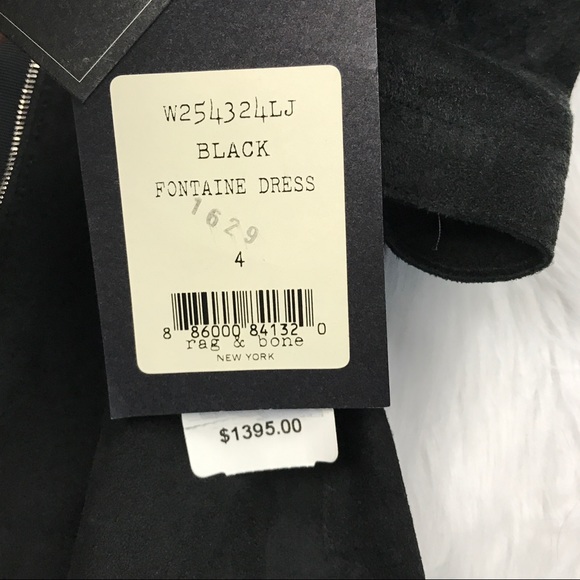 W254324LJ
BLACK
FONTAINE DRESS
1629
4
8 86000 84132 0
rag & bone
NEW YORK
$1395.00